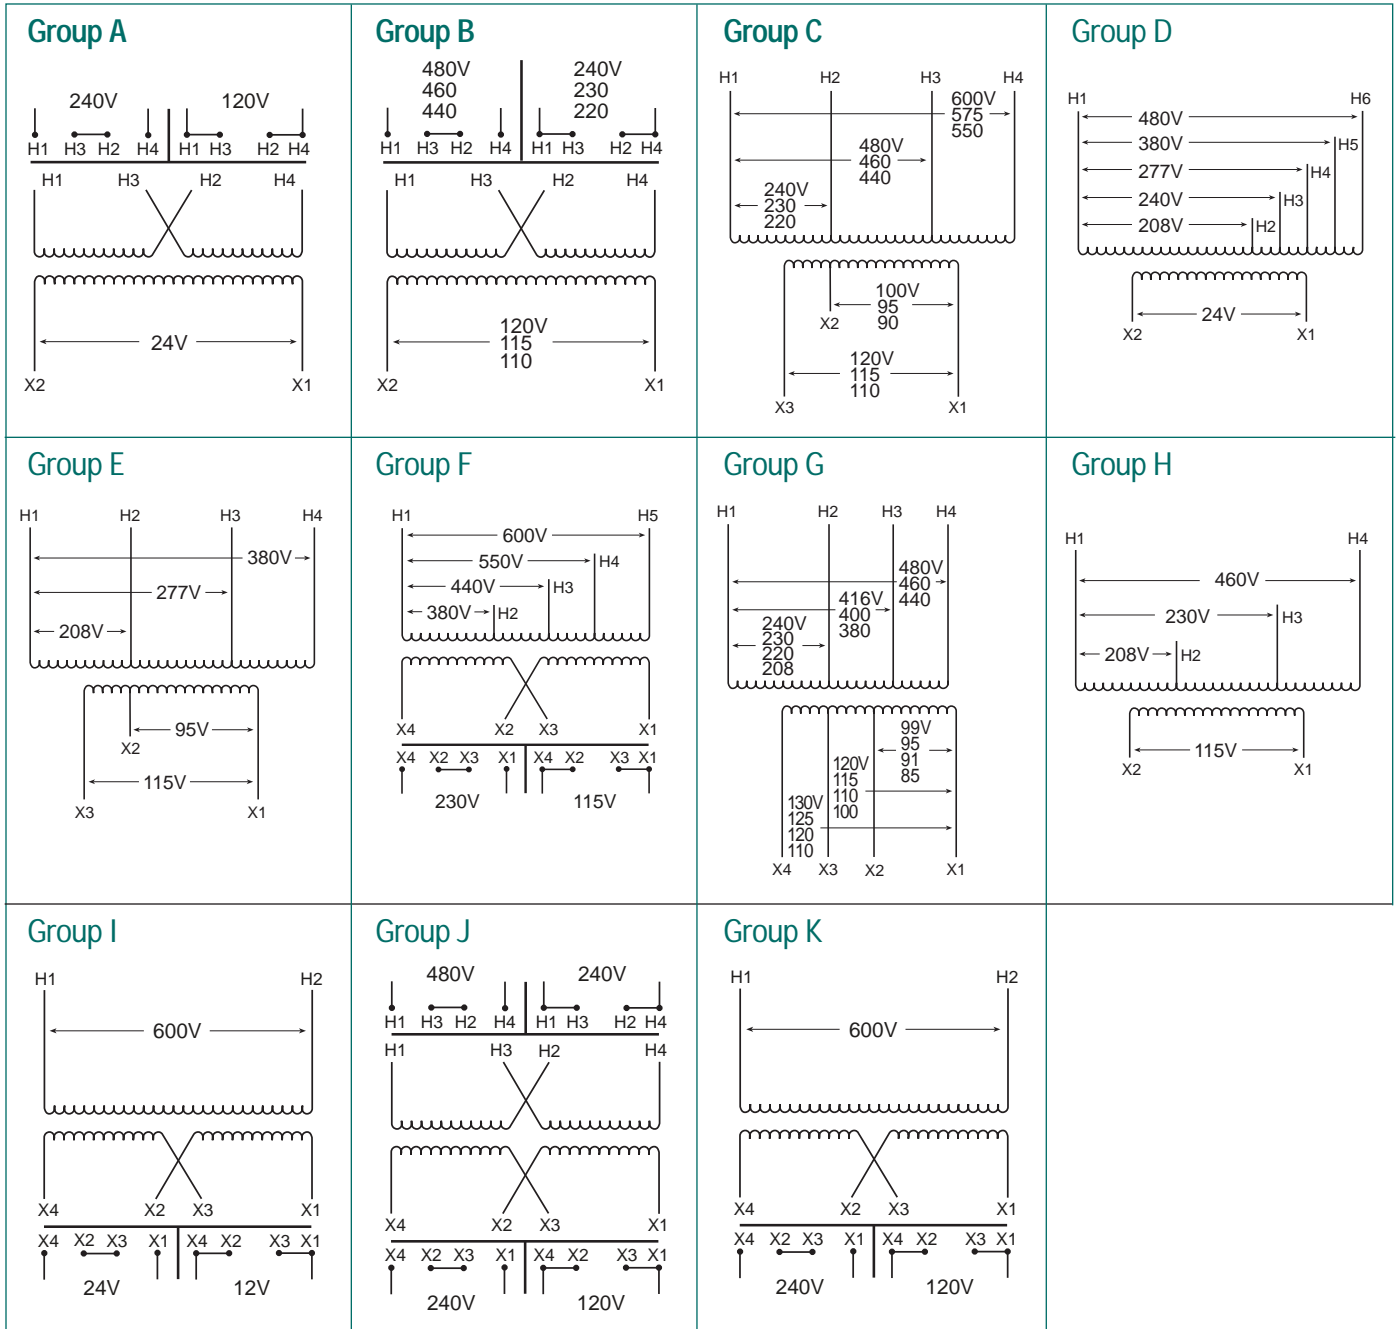 Group A
240V 120V
H1 H3 H2 H4 H1 H3 H2 H4
H1 H3 H2 H4
24V
X2 X1
Group B
480V 240V
460 230
440 220
H1 H3 H2 H4 H1 H3 H2 H4
H1 H3 H2 H4
120V
115
110
X2 X1
Group C
H1 H2 H3 H4
600V
575
550
480V
460
440
240V
230
220
100V
95
90
X2
120V
115
110
X3 X1
Group D
H1 H6
480V
380V H5
277V H4
240V H3
208V H2
24V
X2 X1
Group E
H1 H2 H3 H4
380V
277V
208V
95V
X2
115V
X3 X1
Group F
H1 H5
600V
550V H4
440V H3
380V H2
X4 X2 X3 X1
X4 X2 X3 X1 X4 X2 X3 X1
230V 115V
Group G
H1 H2 H3 H4
480V
460
440
416V
400
380
240V
230
220
208
99V
95
91
85
120V
115
110
100
130V
125
120
110
X4 X3 X2 X1
Group H
H1 H4
460V
230V H3
208V H2
115V
X2 X1
Group I
H1 H2
600V
X4 X2 X3 X1
X4 X2 X3 X1 X4 X2 X3 X1
24V 12V
Group J
480V 240V
H1 H3 H2 H4 H1 H3 H2 H4
H1 H3 H2 H4
X4 X2 X3 X1
X4 X2 X3 X1 X4 X2 X3 X1
240V 120V
Group K
H1 H2
600V
X4 X2 X3 X1
X4 X2 X3 X1 X4 X2 X3 X1
240V 120V